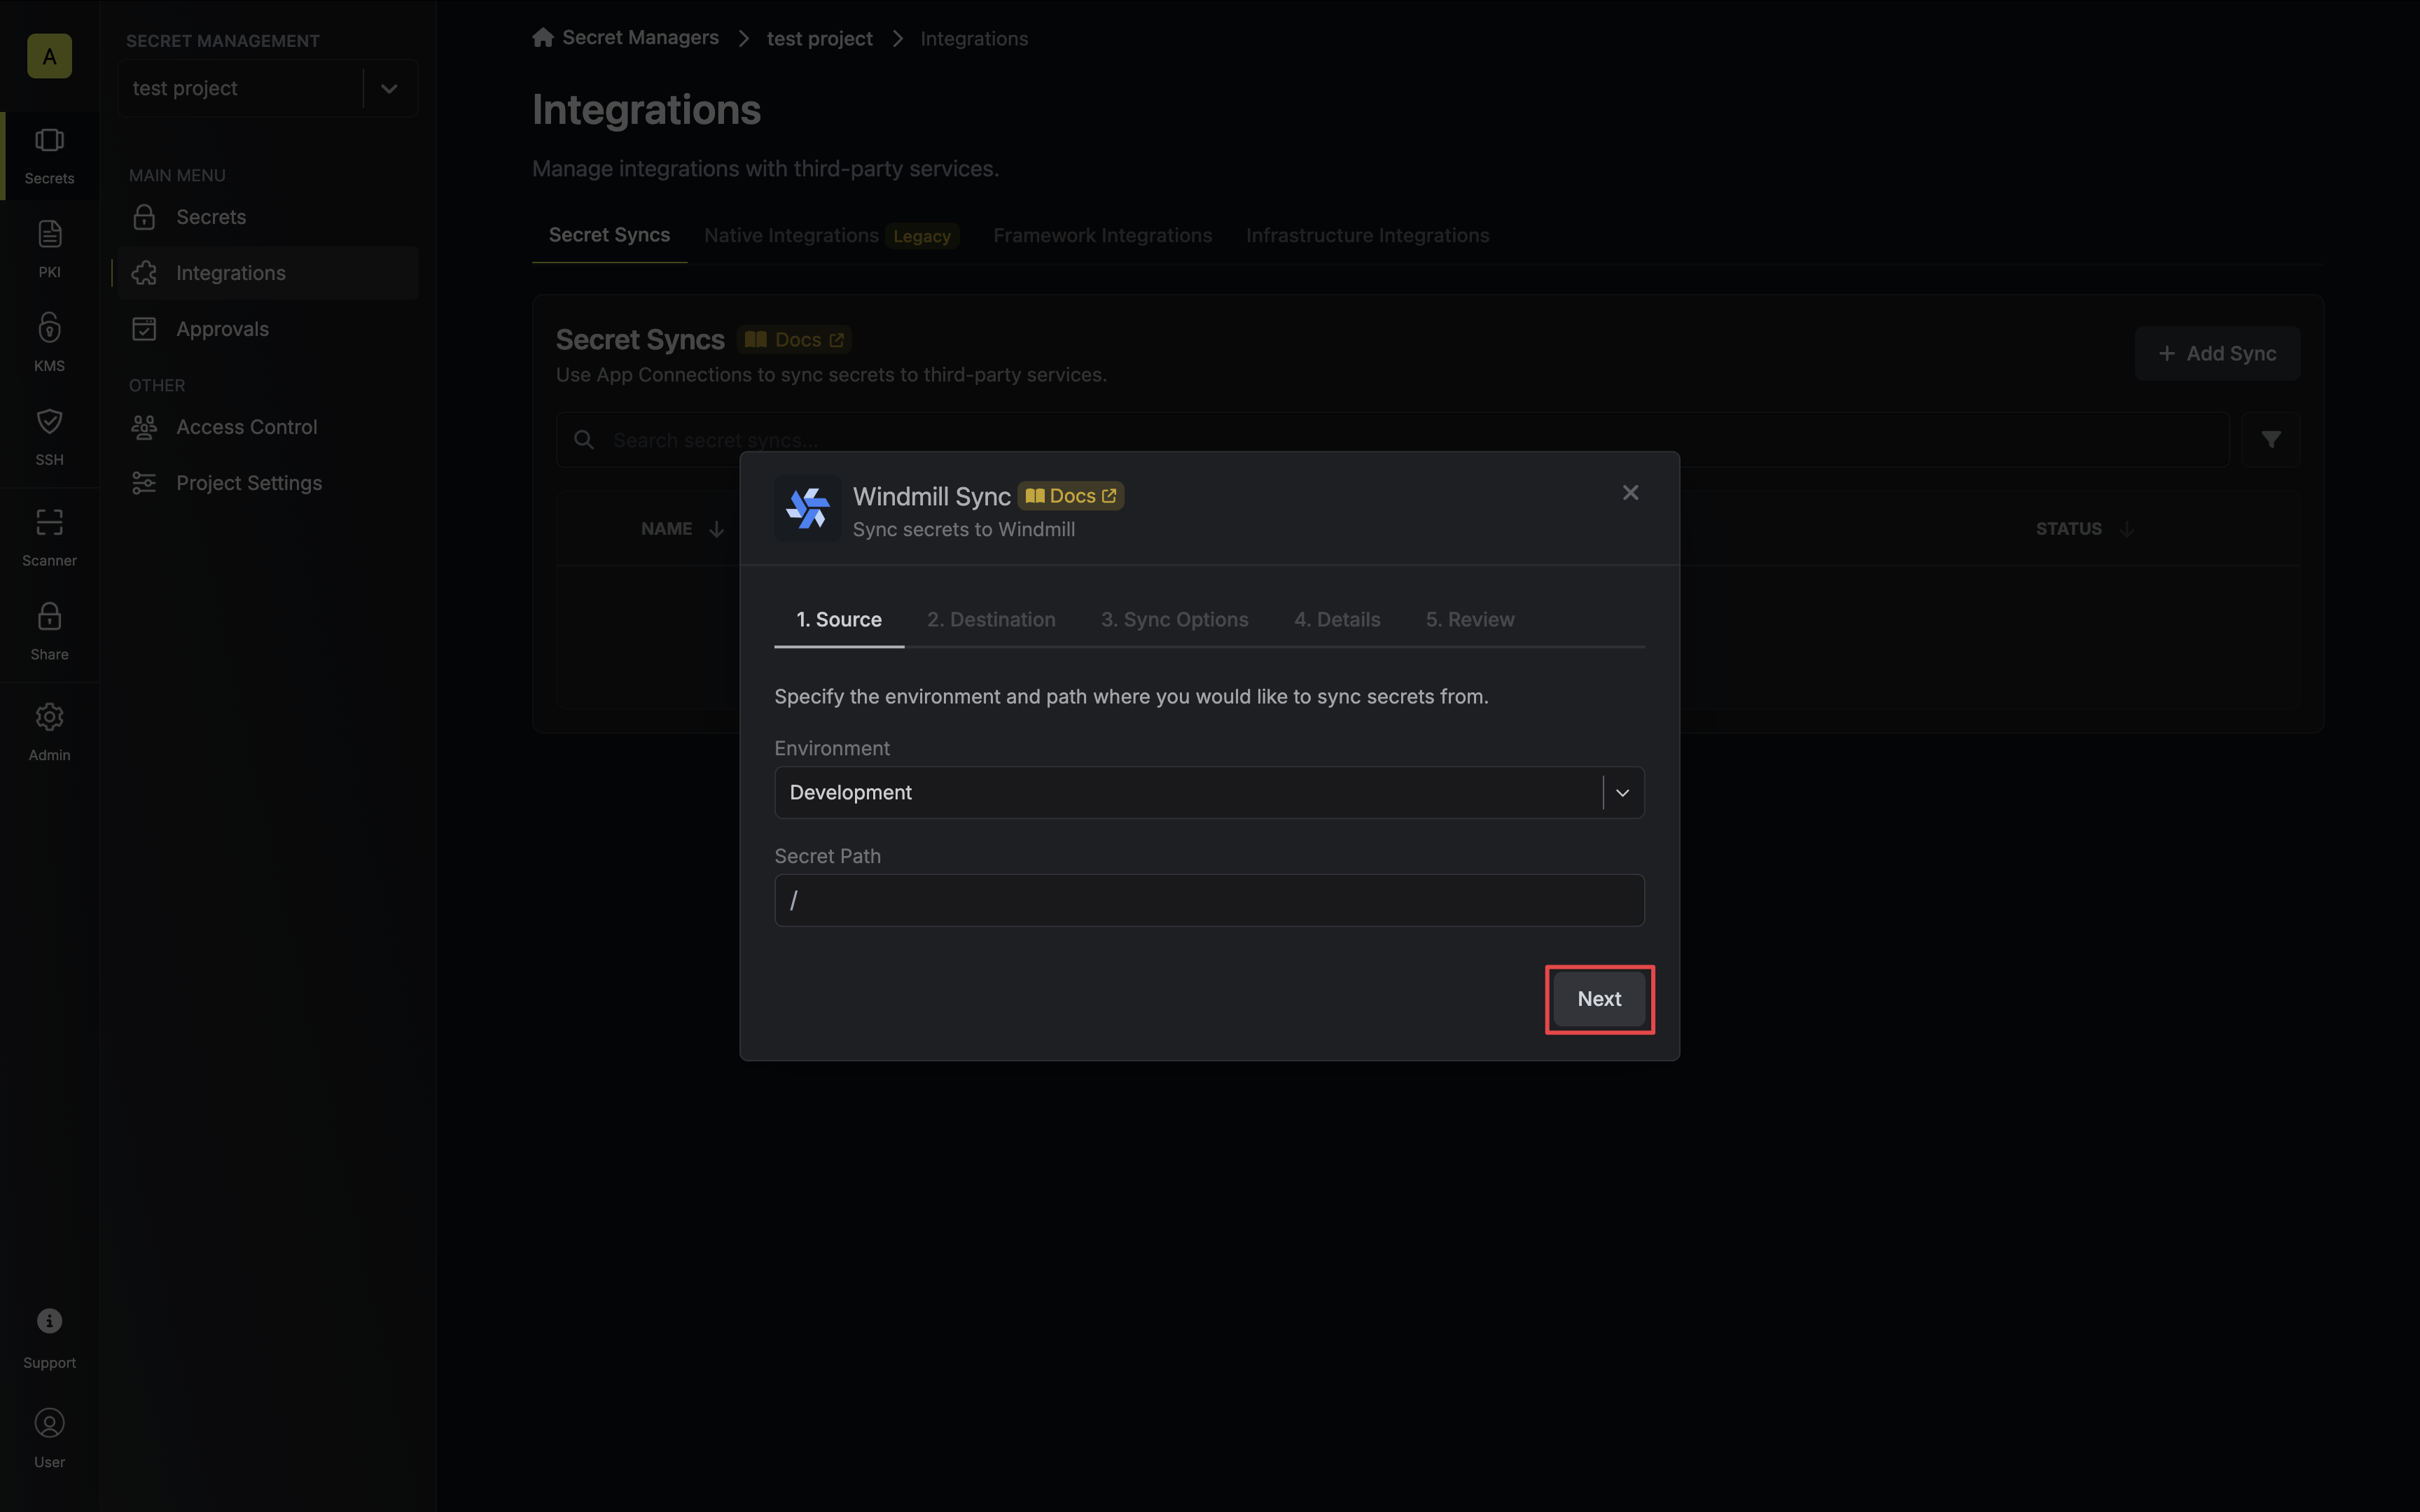 A
Secrets
PKI
KMS
SSH
Scanner
Share
Admin
Support
User
SECRET MANAGEMENT
test project
MAIN MENU
Secrets
Integrations
Approvals
OTHER
Access Control
Project Settings
Secret Managers > test project > Integrations
Integrations
Manage integrations with third-party services.
Secret Syncs Native Integrations Legacy Framework Integrations Infrastructure Integrations
Secret Syncs Docs
Use App Connections to sync secrets to third-party services.
+ Add Sync
Search secret syncs...
NAME STATUS
Windmill Sync Docs
Sync secrets to Windmill
1. Source 2. Destination 3. Sync Options 4. Details 5. Review
Specify the environment and path where you would like to sync secrets from.
Environment
Development
Secret Path
/
Next